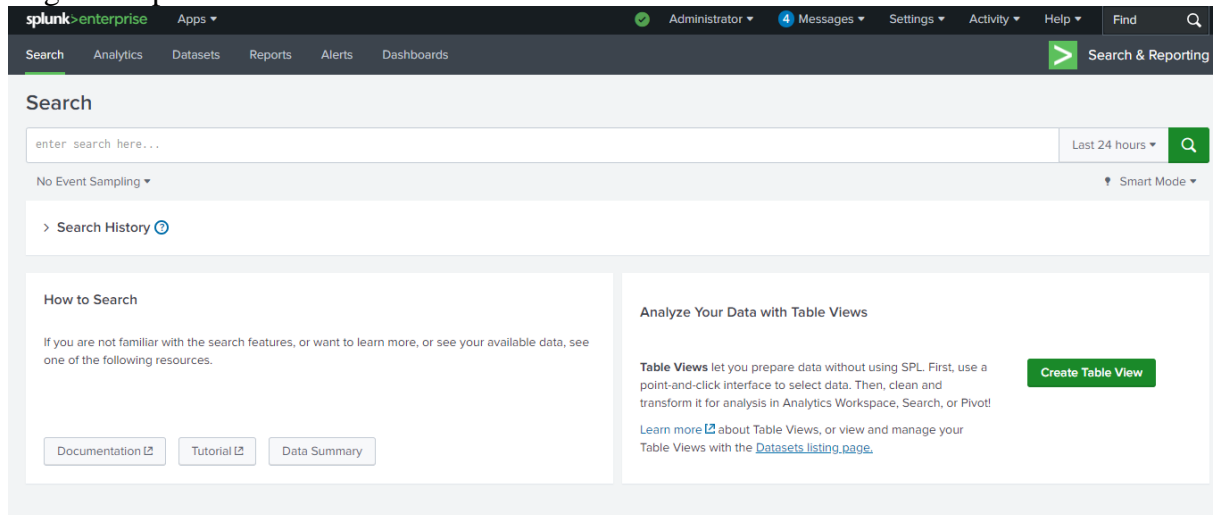 splunk>enterprise Apps Administrator 4 Messages Settings Activity Help Find
Search Analytics Datasets Reports Alerts Dashboards > Search & Reporting
Search
enter search here... Last 24 hours
No Event Sampling Smart Mode
> Search History ?
How to Search
If you are not familiar with the search features, or want to learn more, or see your available data, see
one of the following resources.
Documentation Tutorial Data Summary
Analyze Your Data with Table Views
Table Views let you prepare data without using SPL. First, use a
point-and-click interface to select data. Then, clean and
transform it for analysis in Analytics Workspace, Search, or Pivot!
Learn more about Table Views, or view and manage your
Table Views with the Datasets listing page.
Create Table View